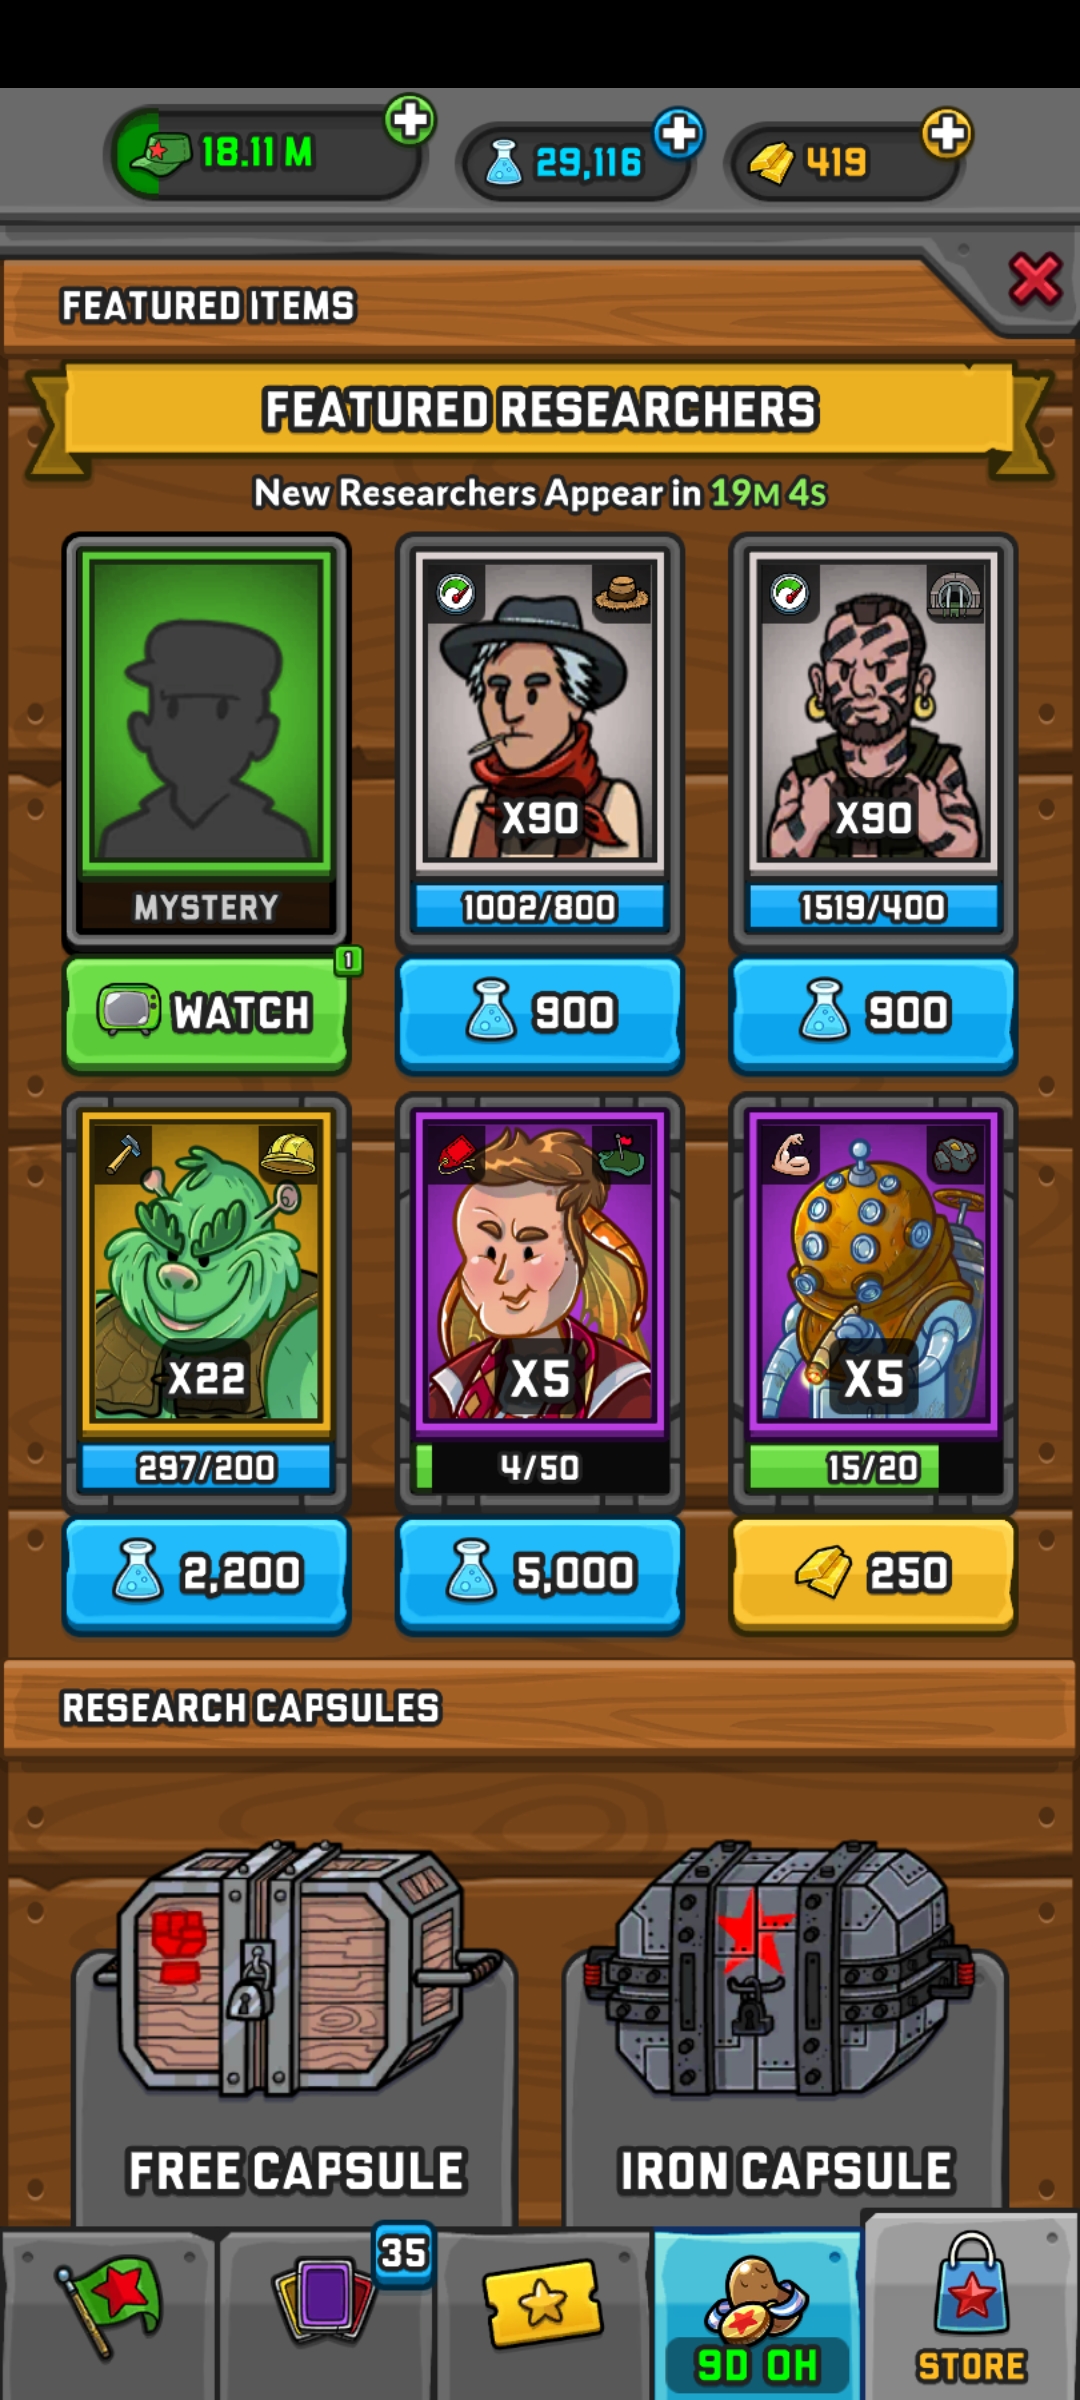 18.11 M
29,116
419
FEATURED ITEMS
FEATURED RESEARCHERS
New Researchers Appear in 19M 4S
X90
X90
MYSTERY
1002/800
1519/400
1
WATCH
900
900
X22
X5
X5
297/200
4/50
15/20
2,200
5,000
250
RESEARCH CAPSULES
FREE CAPSULE
IRON CAPSULE
35
9D 0H
STORE